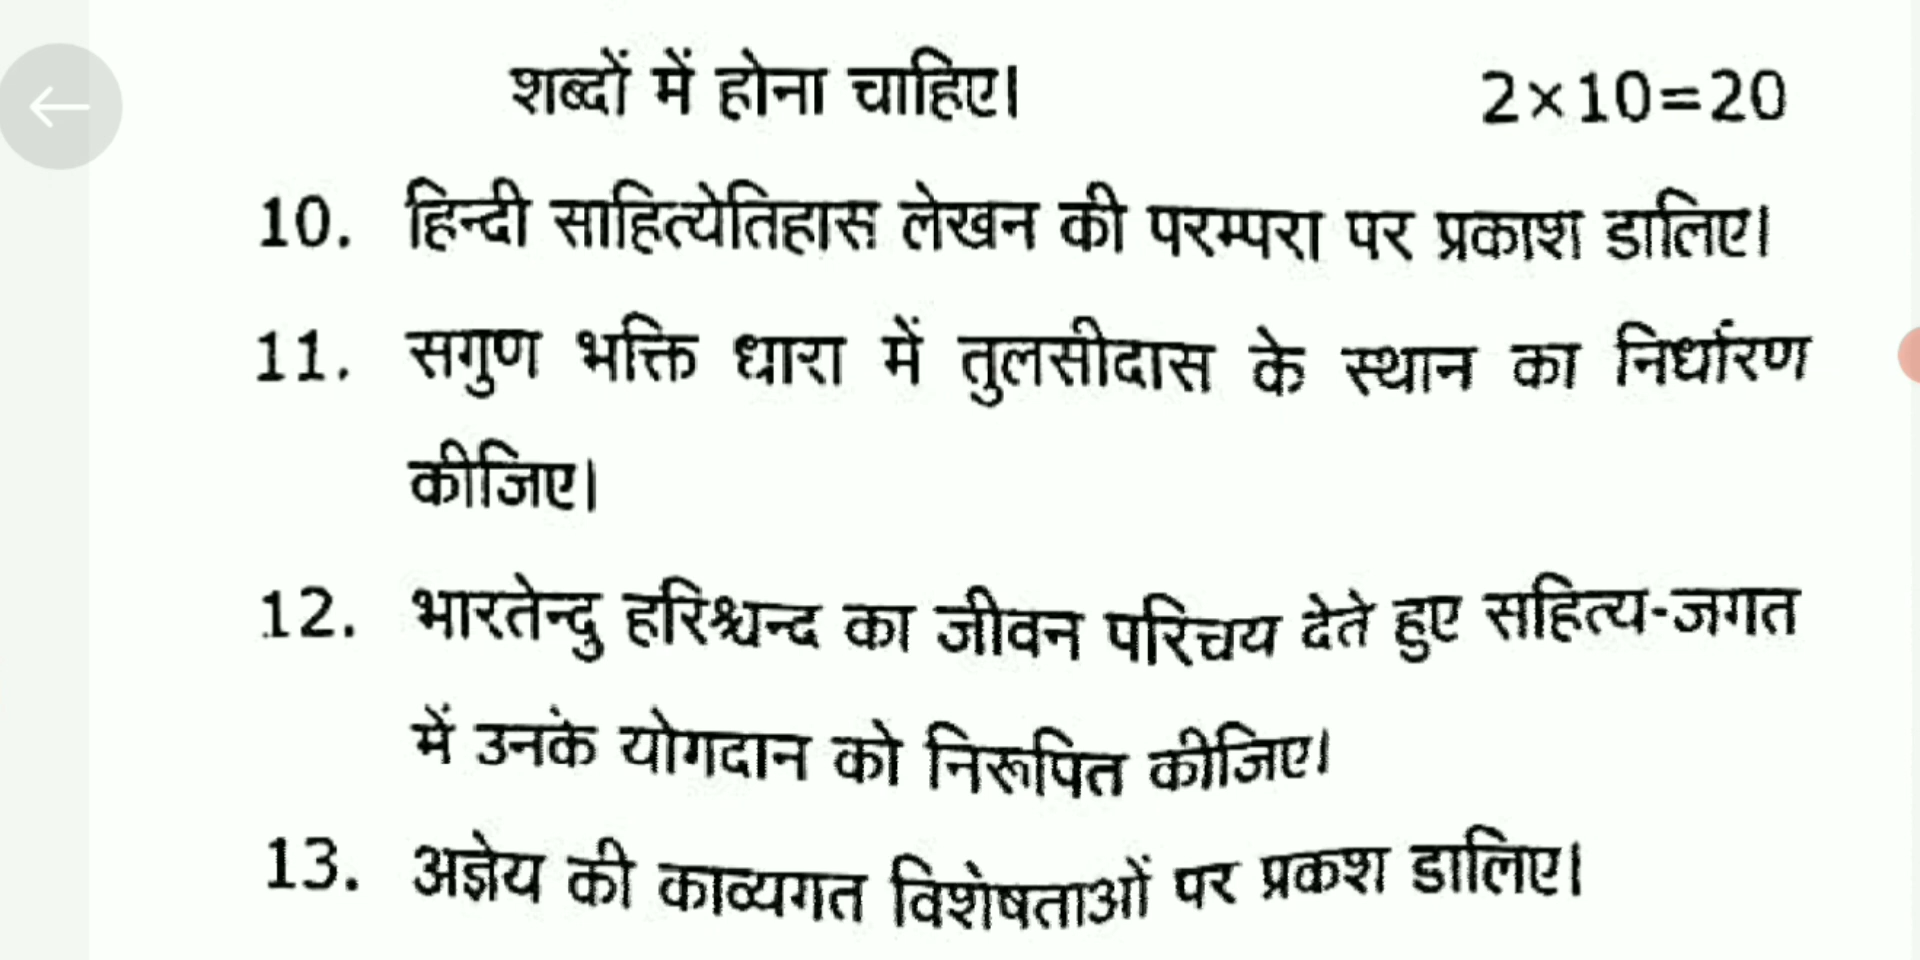 शब्दों में होना चाहिए। 2×10=20
10. हिन्दी साहित्येतिहास लेखन की परम्परा पर प्रकाश डालिए।
11. सगुण भक्ति धारा में तुलसीदास के स्थान का निर्धारण
कीजिए।
12. भारतेन्दु हरिश्चन्द का जीवन परिचय देते हुए सहित्य-जगत
में उनके योगदान को निरूपित कीजिए।
13. अज्ञेय की काव्यगत विशेषताओं पर प्रकश डालिए।